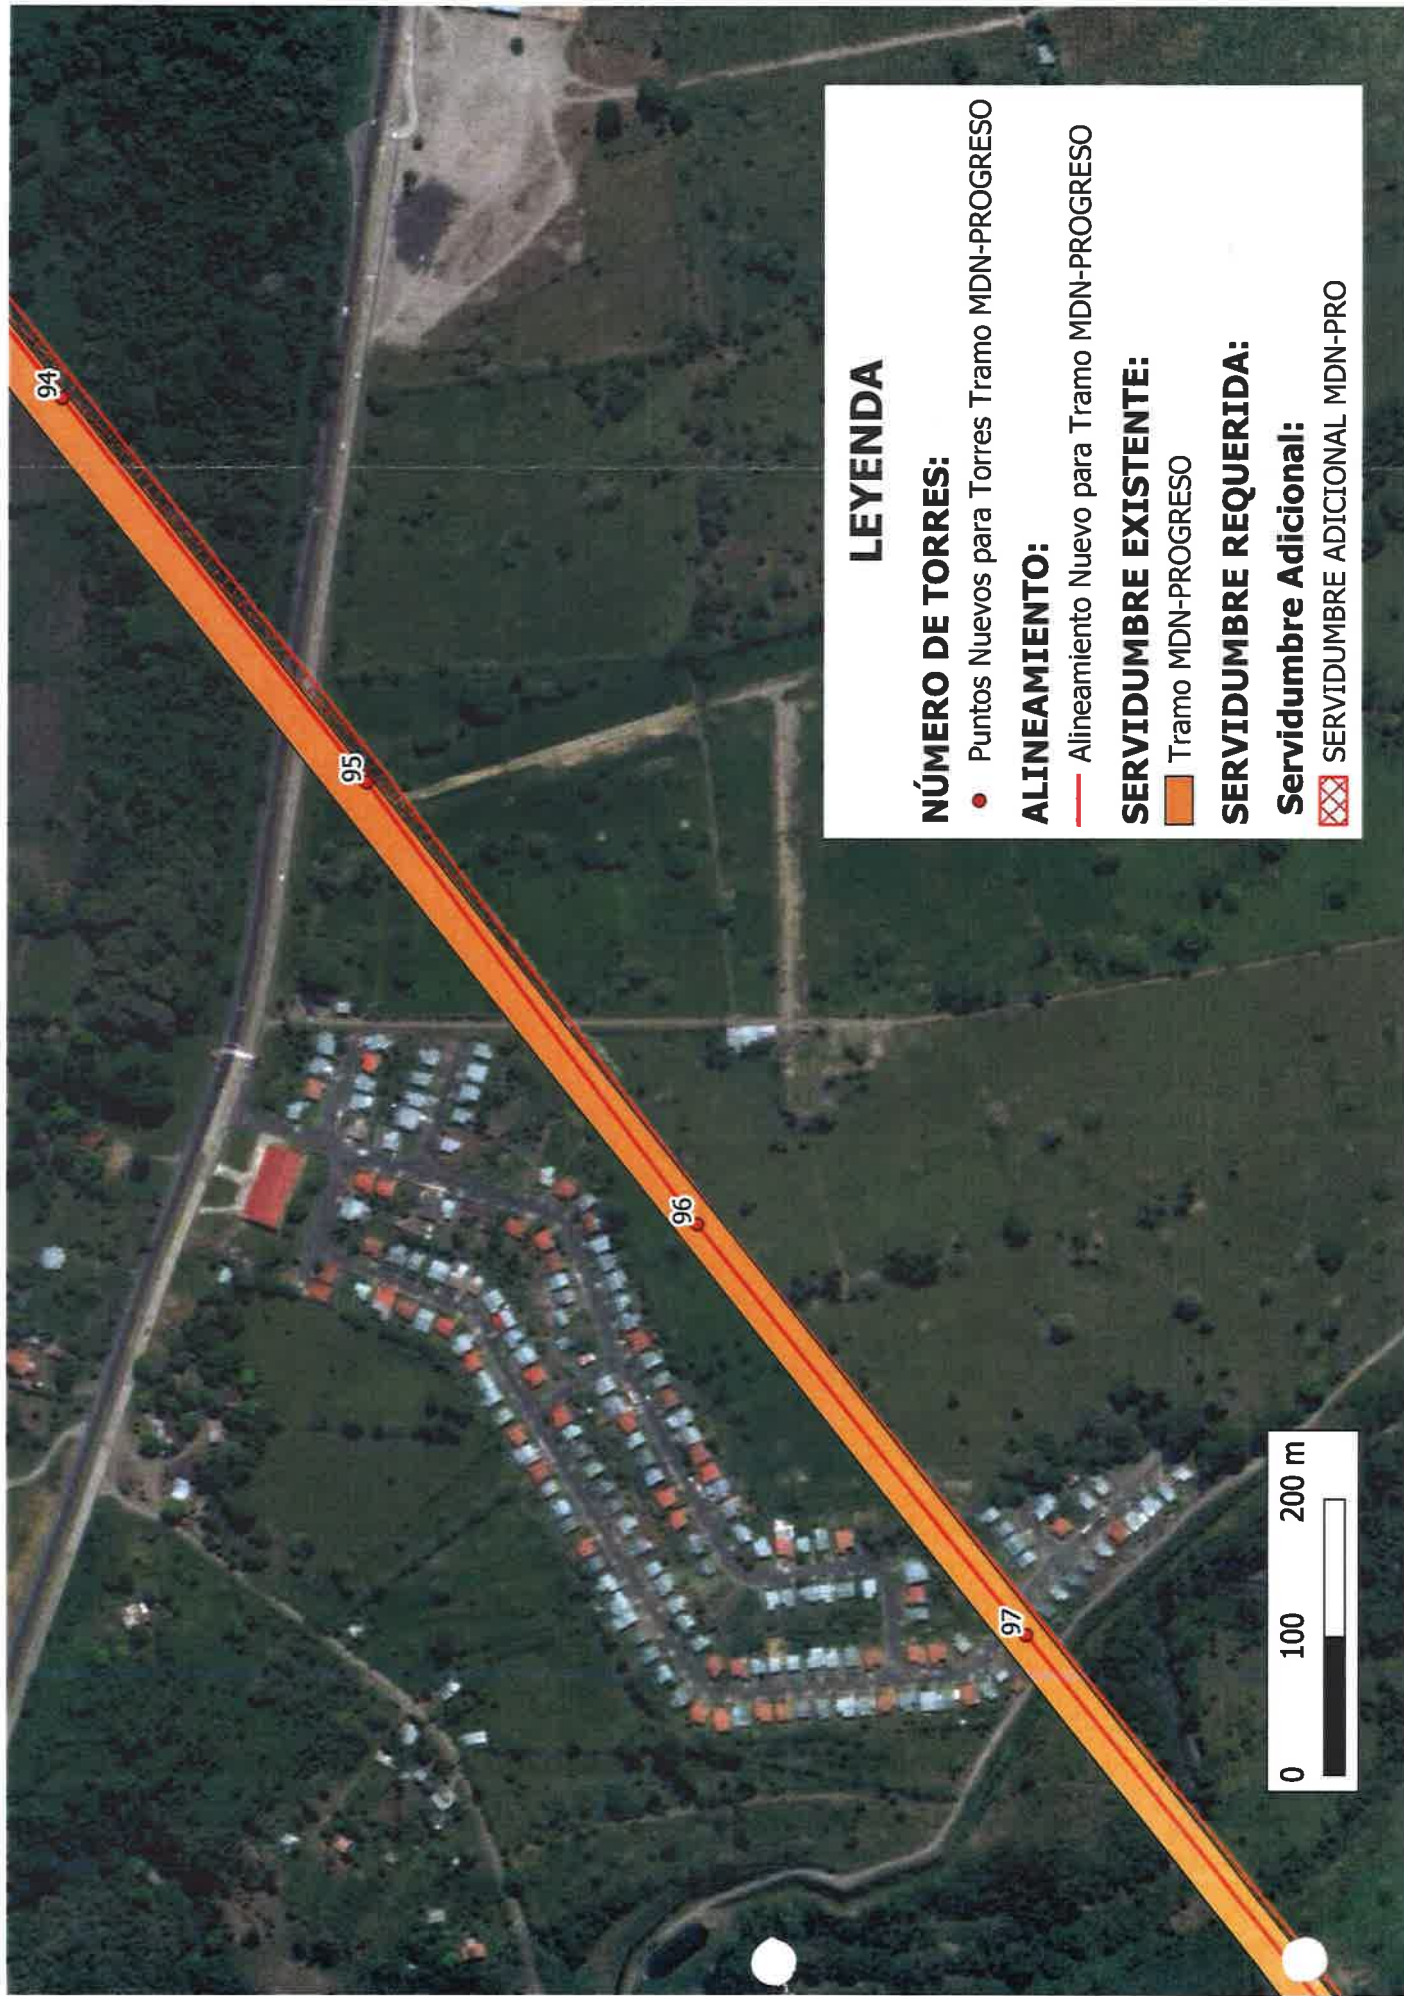 94
95
96
97
LEYENDA
NÚMERO DE TORRES:
Puntos Nuevos para Torres Tramo MDN-PROGRESO
ALINEAMIENTO:
Alineamiento Nuevo para Tramo MDN-PROGRESO
SERVIDUMBRE EXISTENTE:
Tramo MDN-PROGRESO
SERVIDUMBRE REQUERIDA:
Servidumbre Adicional:
SERVIDUMBRE ADICIONAL MDN-PRO
0 100 200 m